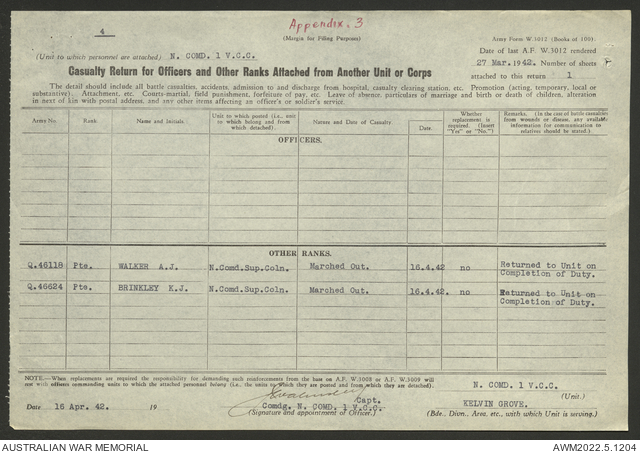 4
Appendix. 3
(Margin for Filing Purposes)
Army Form W.3012 (Books of 100).
Date of last A.F. W.3012 rendered
(Unit to which personnel are attached) N. COMD. 1 V.C.C.
27 Mar. 1942. Number of sheets
Casualty Return for Officers and Other Ranks Attached from Another Unit or Corps
attached to this return 1
The detail should include all battle casualties, accidents, admission to and discharge from hospital, casualty clearing station, etc. Promotion (acting, temporary, local or
substantive). Attachment, etc. Courts-martial, field punishment, forfeiture of pay, etc. Leave of absence, particulars of marriage and birth or death of children, alteration
in next of kin with postal address, and any other items affecting an officer's or soldier's service.
Army No. Rank Name and Initials Unit to which posted (i.e., unit to which they belong and from which detached). Names and Date of Casualty Date. Whether replacement is required. (Insert "Yes" or "No.") Remarks. (In the case of battle casualties from wounds or disease, any available information for communication to relatives should be stated.)
OFFICERS.
OTHER RANKS.
Q.46118 Pte. WALKER A.J. N.Comd.Sup.Coln. Marched Out. 16.4.42 no Returned to Unit on
Completion of Duty.
Q.46624 Pte. BRINKLEY K.J. N.Comd.Sup.Coln. Marched Out. 16.4.42. no Returned to Unit on
Completion of Duty.
NOTE.—When replacements are required the responsibility for demanding such reinforcements from the base on A.F. W.3008 or A.F. W.3009 will
rest with officers commanding units to which the attached personnel belong (i.e., the units to which they are posted and from which they are detached).
N. COMD. 1 V.C.C.
(Unit.)
Capt.
Date 16 Apr. 42. 19
Comdg. N. COMD. 1 V.C.C.
KELVIN GROVE.
(Signature and appointment of Officer.)
(Bde., Divn., Area, etc., with which Unit is serving.)
AUSTRALIAN WAR MEMORIAL
AWM2022.5.1204